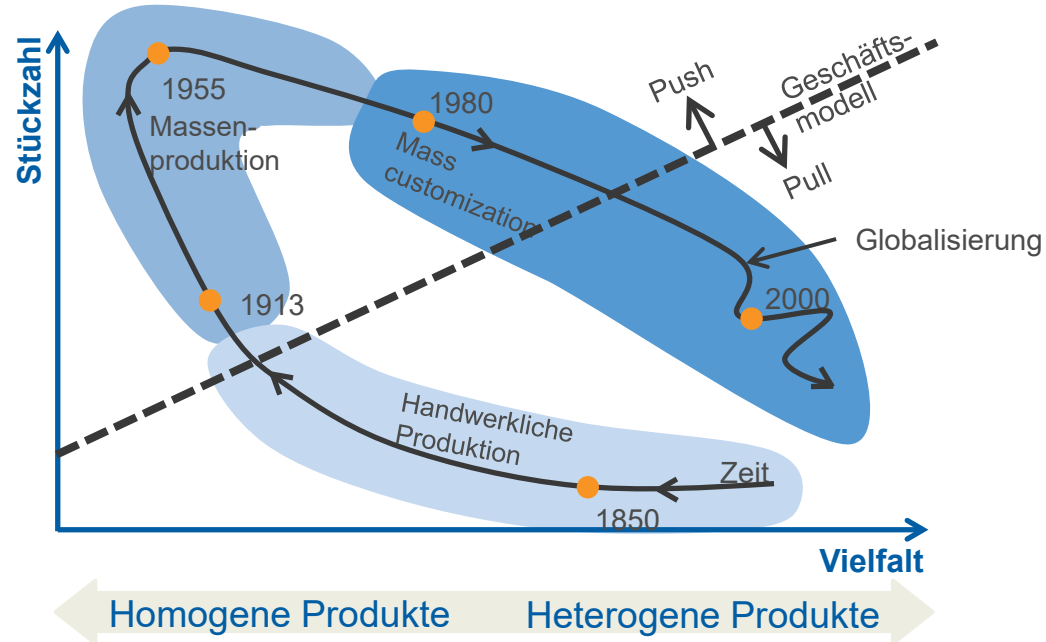 Stückzahl
1955
Massen-
produktion
1913
1980
Mass
customization
Push
Geschäfts-
modell
Pull
Globalisierung
2000
Handwerkliche
Produktion
Zeit
1850
Vielfalt
Homogene Produkte
Heterogene Produkte